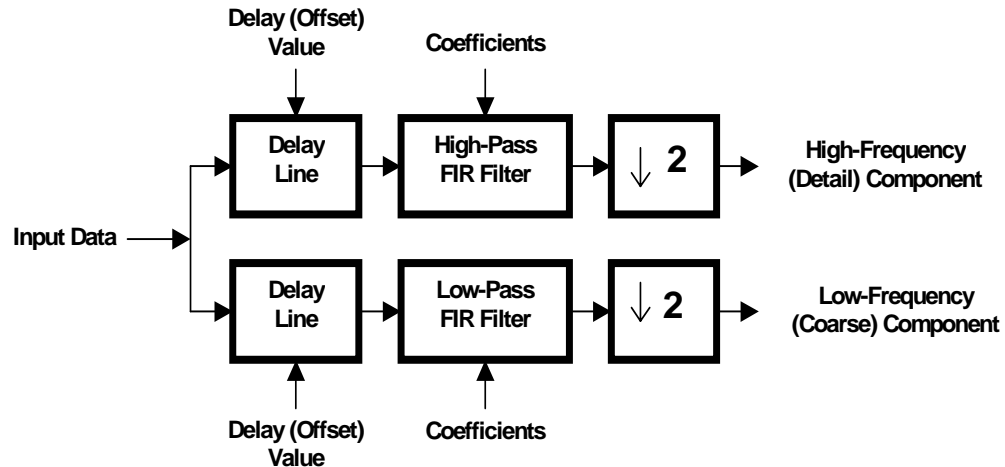 Delay (Offset)
Value
Coefficients
Delay
Line
High-Pass
FIR Filter
↓ 2
High-Frequency
(Detail) Component
Input Data
Delay
Line
Low-Pass
FIR Filter
↓ 2
Low-Frequency
(Coarse) Component
Delay (Offset)
Value
Coefficients